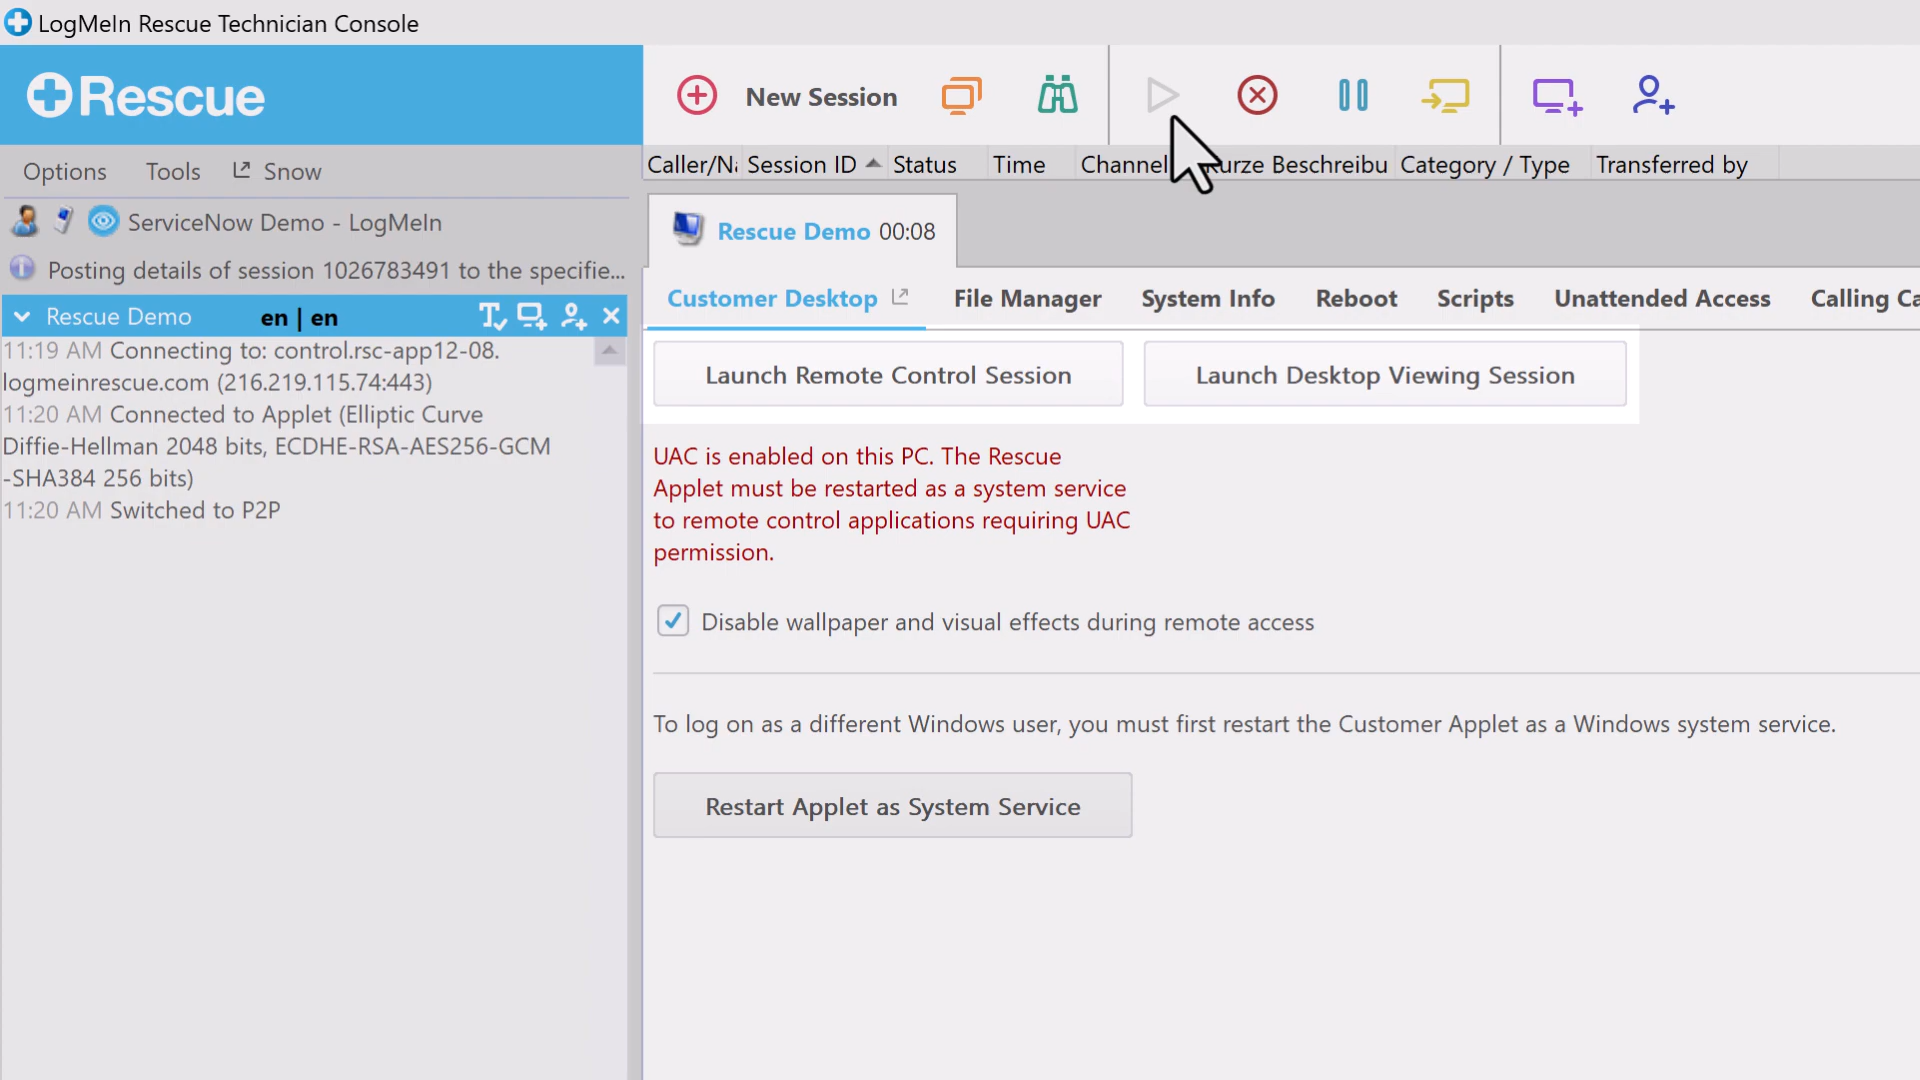 LogMeIn Rescue Technician Console
Rescue
New Session
Options Tools Snow
Caller/Na Session ID Status Time Channel urze Beschreibu Category / Type Transferred by
ServiceNow Demo - LogMeIn
Posting details of session 1026783491 to the specifie...
Rescue Demo en | en
11:19 AM Connecting to: control.rsc-app12-08.
logmeinrescue.com (216.219.115.74:443)
11:20 AM Connected to Applet (Elliptic Curve
Diffie-Hellman 2048 bits, ECDHE-RSA-AES256-GCM
-SHA384 256 bits)
11:20 AM Switched to P2P
Rescue Demo 00:08
Customer Desktop File Manager System Info Reboot Scripts Unattended Access Calling Ca
Launch Remote Control Session Launch Desktop Viewing Session
UAC is enabled on this PC. The Rescue
Applet must be restarted as a system service
to remote control applications requiring UAC
permission.
Disable wallpaper and visual effects during remote access
To log on as a different Windows user, you must first restart the Customer Applet as a Windows system service.
Restart Applet as System Service